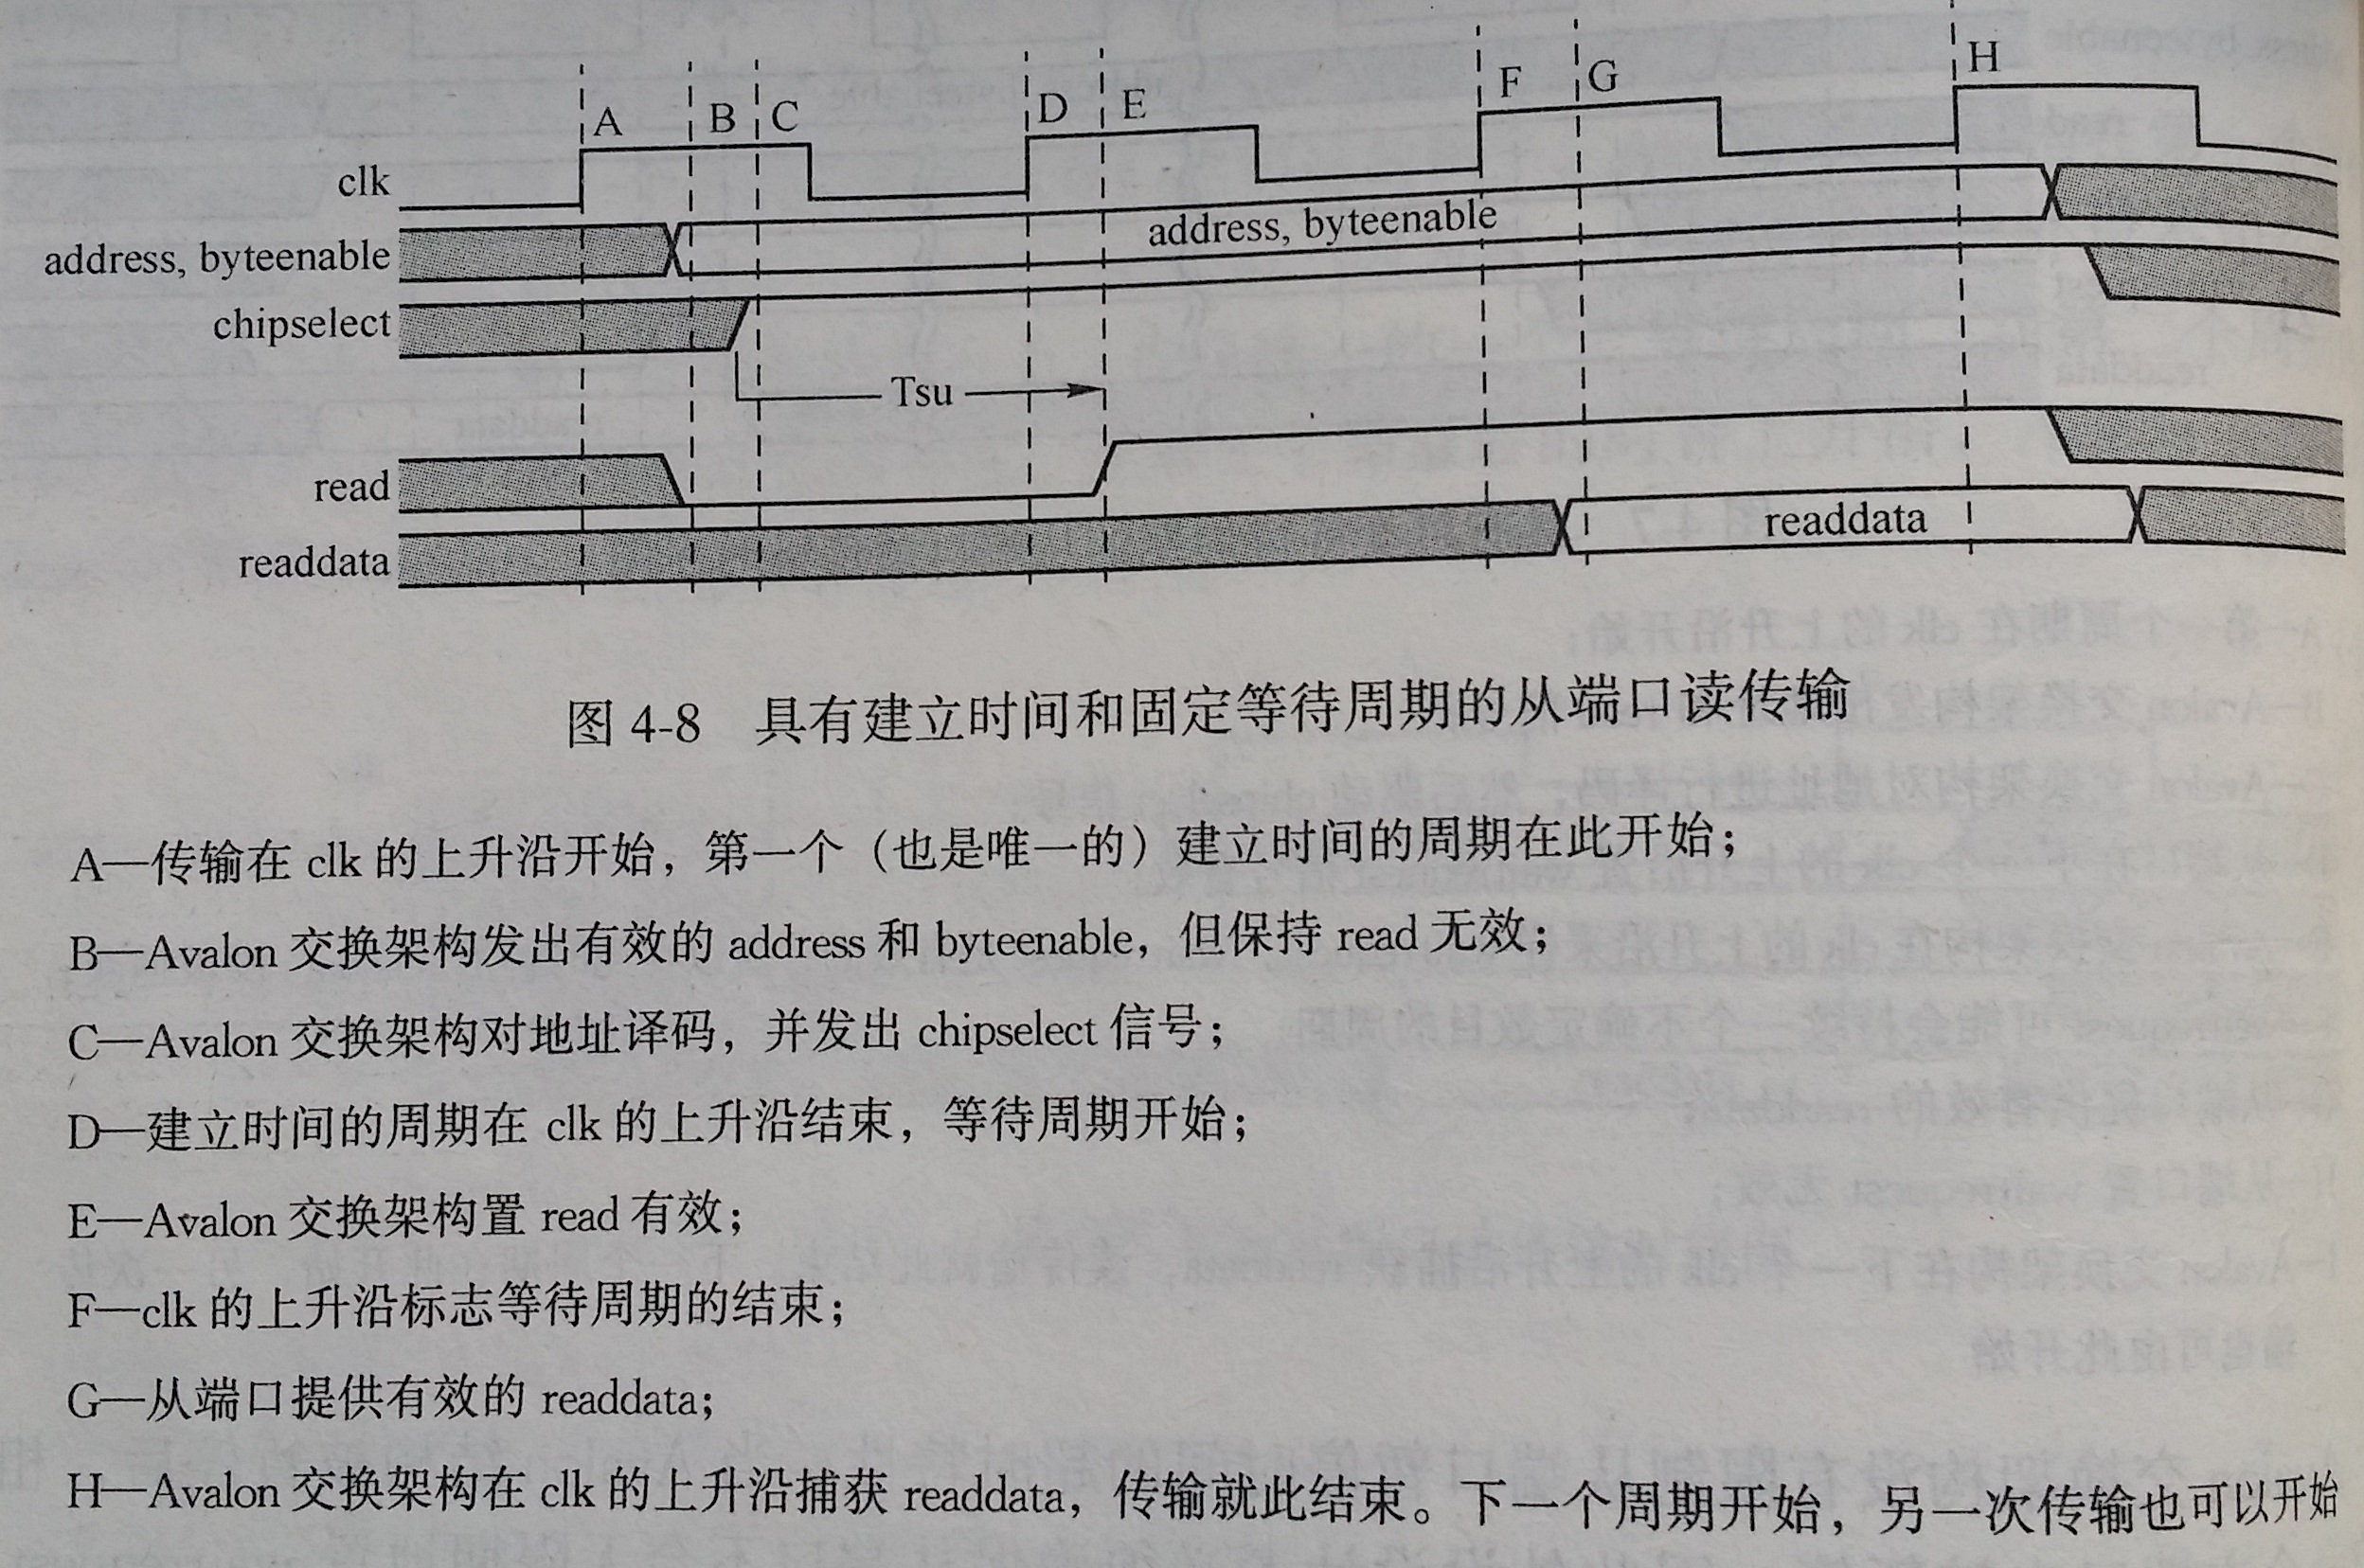 A B C D E F G H
clk
address, byteenable
address, byteenable
chipselect
Tsu
read
readdata
readdata
图 4-8 具有建立时间和固定等待周期的从端口读传输
A—传输在 clk 的上升沿开始，第一个（也是唯一的）建立时间的周期在此开始；
B—Avalon 交换架构发出有效的 address 和 byteenable，但保持 read 无效；
C—Avalon 交换架构对地址译码，并发出 chipselect 信号；
D—建立时间的周期在 clk 的上升沿结束，等待周期开始；
E—Avalon 交换架构置 read 有效；
F—clk 的上升沿标志等待周期的结束；
G—从端口提供有效的 readdata；
H—Avalon 交换架构在 clk 的上升沿捕获 readdata，传输就此结束。下一个周期开始，另一次传输也可以开始